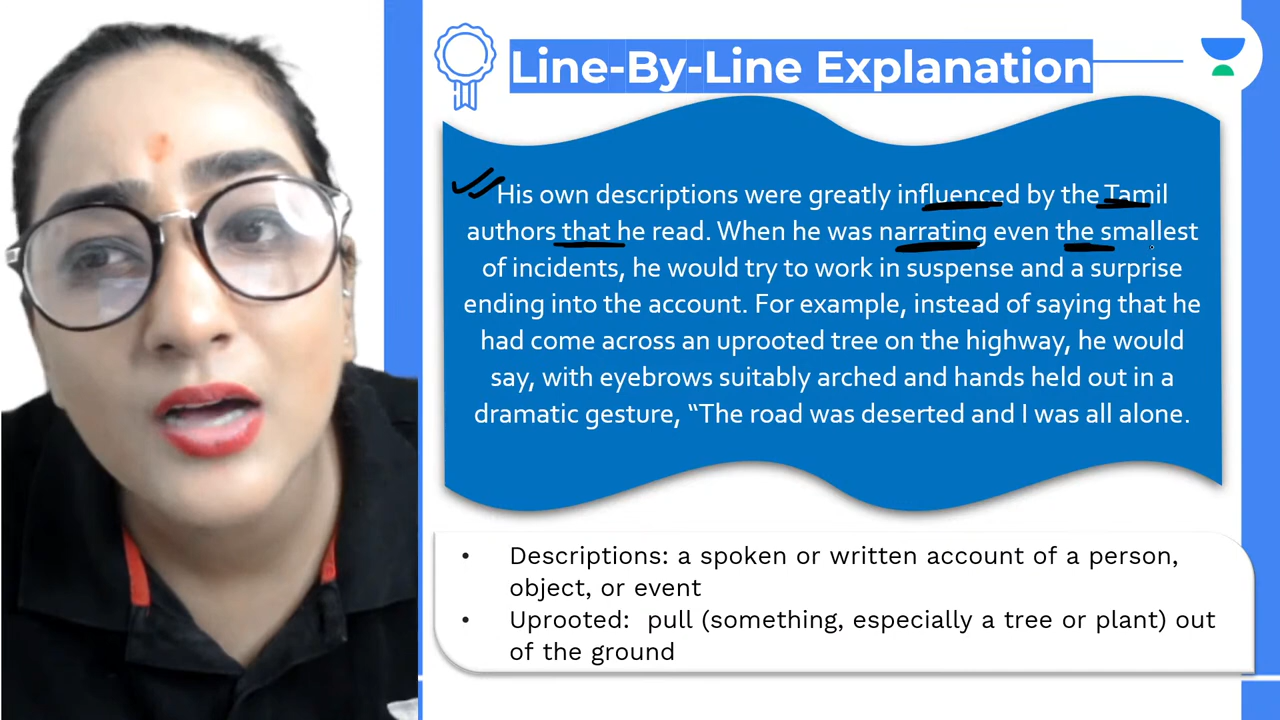 Line-By-Line Explanation
His own descriptions were greatly influenced by the Tamil
authors that he read. When he was narrating even the smallest
of incidents, he would try to work in suspense and a surprise
ending into the account. For example, instead of saying that he
had come across an uprooted tree on the highway, he would
say, with eyebrows suitably arched and hands held out in a
dramatic gesture, “The road was deserted and I was all alone.
• Descriptions: a spoken or written account of a person,
object, or event
• Uprooted:  pull (something, especially a tree or plant) out
of the ground